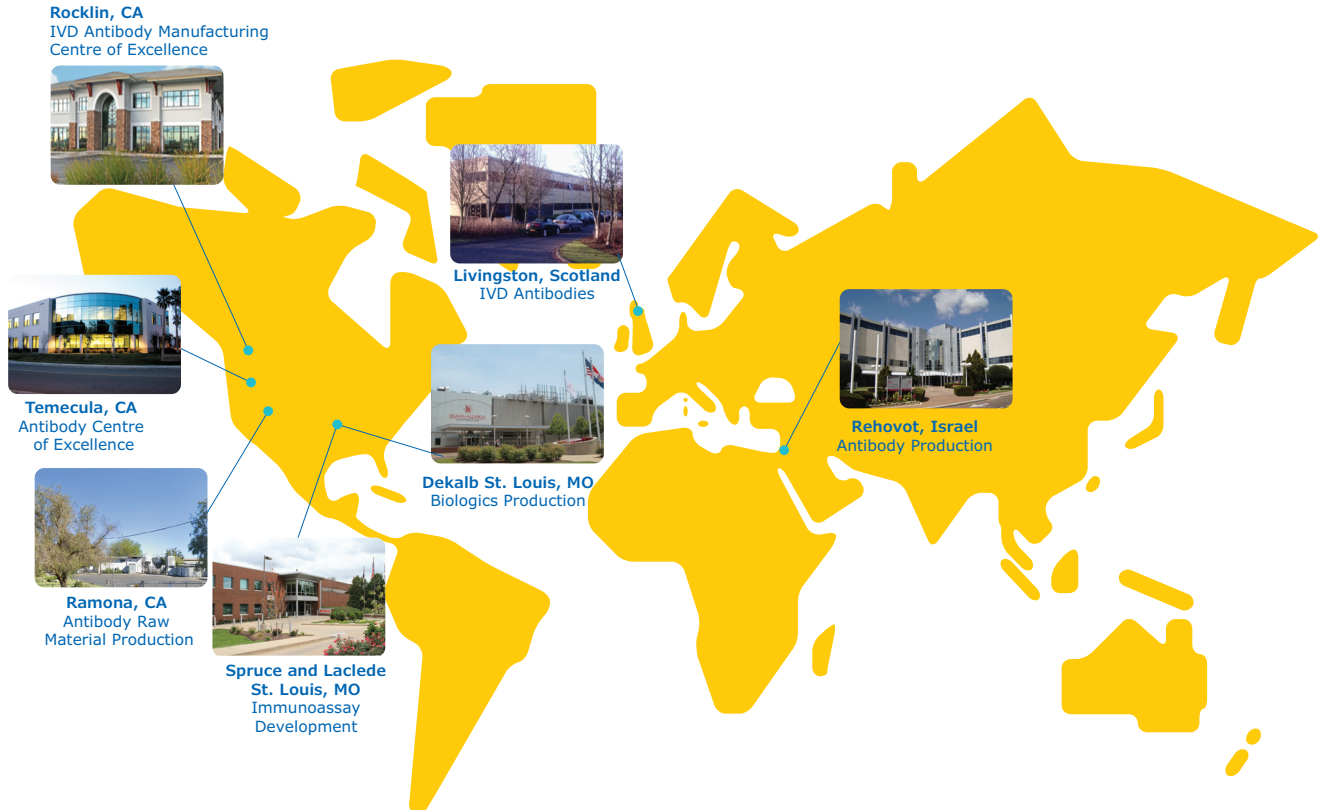 Rocklin, CA
IVD Antibody Manufacturing
Centre of Excellence
Livingston, Scotland
IVD Antibodies
Temecula, CA
Antibody Centre
of Excellence
Dekalb St. Louis, MO
Biologics Production
Rehovot, Israel
Antibody Production
Ramona, CA
Antibody Raw
Material Production
Spruce and Laclede
St. Louis, MO
Immunoassay
Development